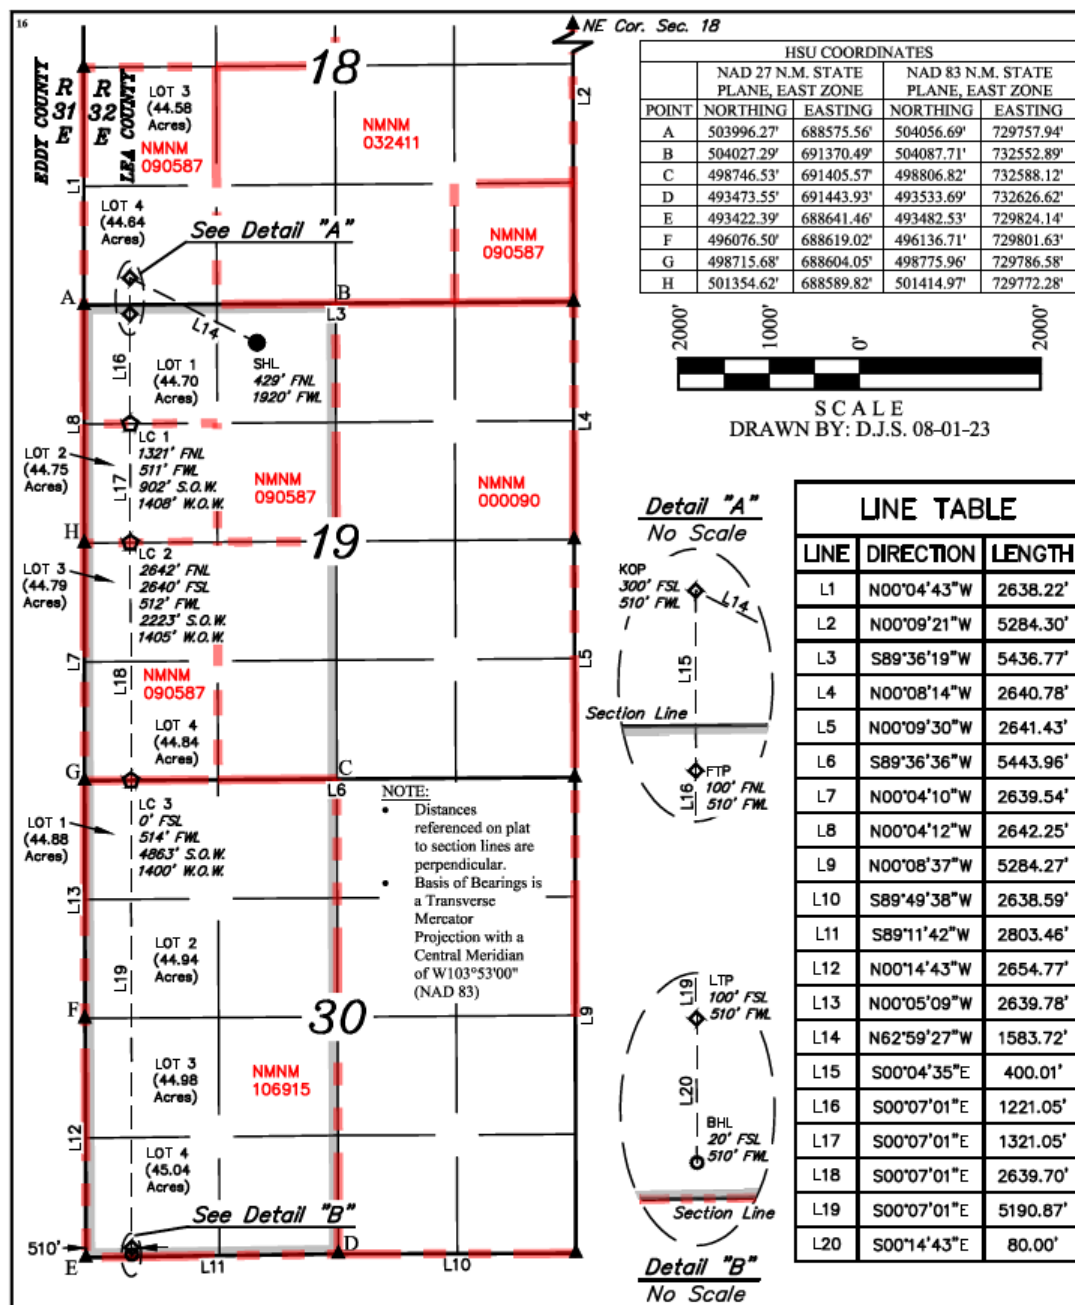 16
NE Cor. Sec. 18
18
R 31 E
R 32 E
EDDY COUNTY
LEA COUNTY
LOT 3
(44.58
Acres)
NMNM
090587
NMNM
032411
L2
L1
LOT 4
(44.64
Acres)
See Detail "A"
NMNM
090587
A
B
L3
L14
L16
LOT 1
(44.70
Acres)
SHL
429' FNL
1920' FWL
L8
L4
LC 1
1321' FNL
511' FWL
902' S.O.W.
1408' W.O.W.
LOT 2
(44.75
Acres)
L17
NMNM
090587
NMNM
000090
H
19
LC 2
2642' FNL
2640' FSL
512' FWL
2223' S.O.W.
1405' W.O.W.
LOT 3
(44.79
Acres)
L7
L5
L18
NMNM
090587
LOT 4
(44.84
Acres)
G
C
L6
LC 3
0' FSL
514' FWL
4863' S.O.W.
1400' W.O.W.
LOT 1
(44.88
Acres)
NOTE:
• Distances
referenced on plat
to section lines are
perpendicular.
• Basis of Bearings is
a Transverse
Mercator
Projection with a
Central Meridian
of W103°53'00"
(NAD 83)
L13
LOT 2
(44.94
Acres)
L19
F
30
L9
LOT 3
(44.98
Acres)
NMNM
106915
L12
LOT 4
(45.04
Acres)
See Detail "B"
510'
E
D
L11
L10
HSU COORDINATES
NAD 27 N.M. STATE PLANE, EAST ZONE NAD 83 N.M. STATE PLANE, EAST ZONE
POINT NORTHING EASTING NORTHING EASTING
A 503996.27' 688575.56' 504056.69' 729757.94'
B 504027.29' 691370.49' 504087.71' 732552.89'
C 498746.53' 691405.57' 498806.82' 732588.12'
D 493473.55' 691443.93' 493533.69' 732626.62'
E 493422.39' 688641.46' 493482.53' 729824.14'
F 496076.50' 688619.02' 496136.71' 729801.63'
G 498715.68' 688604.05' 498775.96' 729786.58'
H 501354.62' 688589.82' 501414.97' 729772.28'
2000' 1000' 0' 2000'
SCALE
DRAWN BY: D.J.S. 08-01-23
Detail "A"
No Scale
KOP
300' FSL
510' FWL
L14
L15
Section Line
FTP
100' FNL
510' FWL
L16
L19
LTP
100' FSL
510' FWL
L20
BHL
20' FSL
510' FWL
Section Line
Detail "B"
No Scale
LINE TABLE
LINE DIRECTION LENGTH
L1 N00°04'43"W 2638.22'
L2 N00°09'21"W 5284.30'
L3 S89°36'19"W 5436.77'
L4 N00°08'14"W 2640.78'
L5 N00°09'30"W 2641.43'
L6 S89°36'36"W 5443.96'
L7 N00°04'10"W 2639.54'
L8 N00°04'12"W 2642.25'
L9 N00°08'37"W 5284.27'
L10 S89°49'38"W 2638.59'
L11 S89°11'42"W 2803.46'
L12 N00°14'43"W 2654.77'
L13 N00°05'09"W 2639.78'
L14 N62°59'27"W 1583.72'
L15 S00°04'35"E 400.01'
L16 S00°07'01"E 1221.05'
L17 S00°07'01"E 1321.05'
L18 S00°07'01"E 2639.70'
L19 S00°07'01"E 5190.87'
L20 S00°14'43"E 80.00'